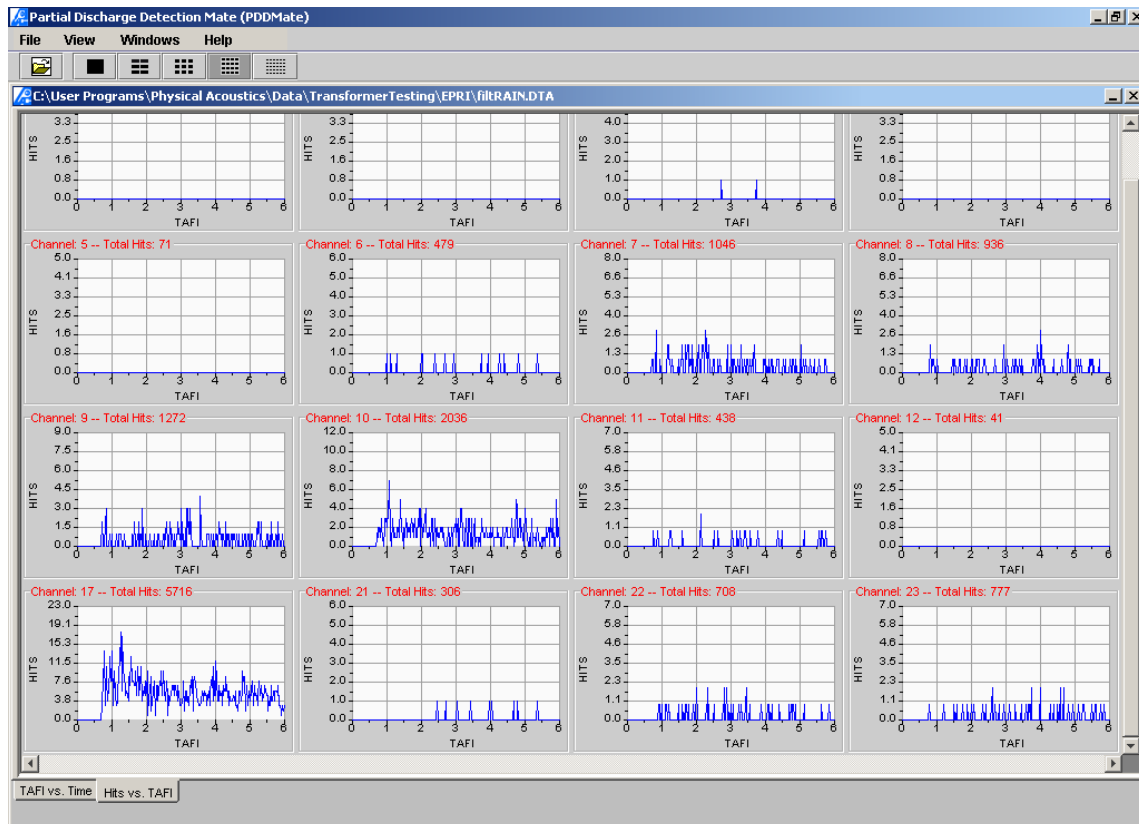 Partial Discharge Detection Mate (PDDMate)
File View Windows Help
C:\User Programs\Physical Acoustics\Data\TransformerTesting\EPRI\filtRAIN.DTA
3.3 3.3 4.0 3.3
2.5 2.5 3.0 2.5
HITS HITS HITS HITS
1.6 1.6 2.0 1.6
0.8 0.8 1.0 0.8
0.0 0.0 0.0 0.0
0 1 2 3 4 5 6 0 1 2 3 4 5 6 0 1 2 3 4 5 6 0 1 2 3 4 5 6
TAFI TAFI TAFI TAFI
Channel: 5 -- Total Hits: 71 Channel: 6 -- Total Hits: 479 Channel: 7 -- Total Hits: 1046 Channel: 8 -- Total Hits: 936
5.0 6.0 8.0 8.0
4.1 5.0 6.6 6.6
3.3 4.0 5.3 5.3
HITS HITS HITS HITS
2.5 3.0 4.0 4.0
1.6 2.0 2.6 2.6
0.8 1.0 1.3 1.3
0.0 0.0 0.0 0.0
0 1 2 3 4 5 6 0 1 2 3 4 5 6 0 1 2 3 4 5 6 0 1 2 3 4 5 6
TAFI TAFI TAFI TAFI
Channel: 9 -- Total Hits: 1272 Channel: 10 -- Total Hits: 2036 Channel: 11 -- Total Hits: 438 Channel: 12 -- Total Hits: 41
9.0 12.0 7.0 5.0
7.5 10.0 5.8 4.1
6.0 8.0 4.6 3.3
HITS HITS HITS HITS
4.5 6.0 3.5 2.5
3.0 4.0 2.3 1.6
1.5 2.0 1.1 0.8
0.0 0.0 0.0 0.0
0 1 2 3 4 5 6 0 1 2 3 4 5 6 0 1 2 3 4 5 6 0 1 2 3 4 5 6
TAFI TAFI TAFI TAFI
Channel: 17 -- Total Hits: 5716 Channel: 21 -- Total Hits: 306 Channel: 22 -- Total Hits: 708 Channel: 23 -- Total Hits: 777
23.0 6.0 7.0 7.0
19.1 5.0 5.8 5.8
15.3 4.0 4.6 4.6
HITS HITS HITS HITS
11.5 3.0 3.5 3.5
7.6 2.0 2.3 2.3
3.8 1.0 1.1 1.1
0.0 0.0 0.0 0.0
0 1 2 3 4 5 6 0 1 2 3 4 5 6 0 1 2 3 4 5 6 0 1 2 3 4 5 6
TAFI TAFI TAFI TAFI
TAFI vs. Time Hits vs. TAFI